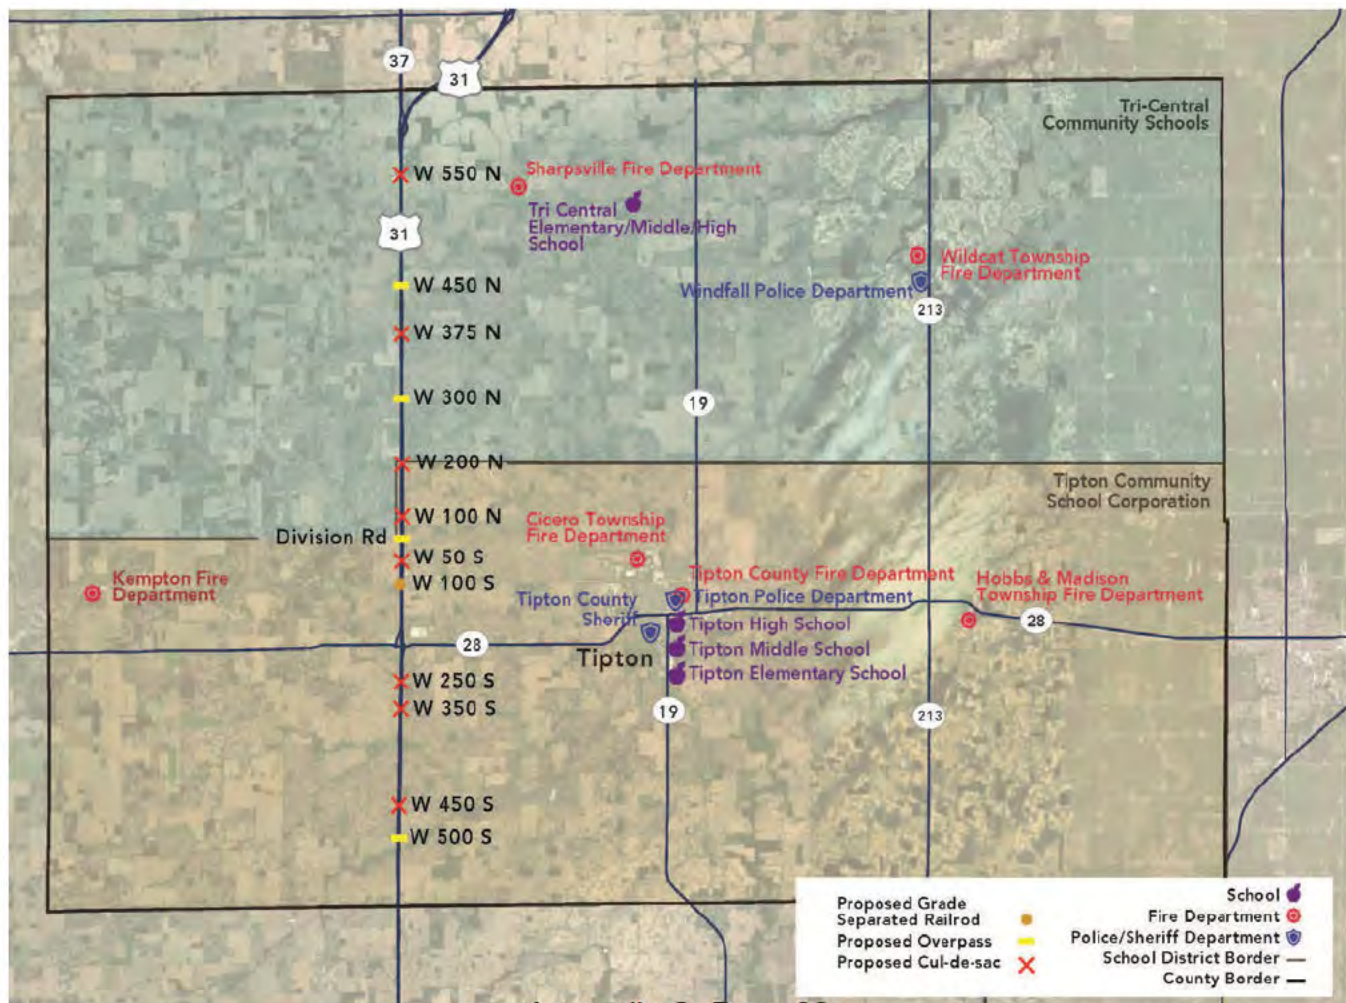 37
31
Tri-Central
Community Schools
W 550 N
Sharpsville Fire Department
Tri Central
Elementary/Middle/High
School
31
Wildcat Township
Fire Department
W 450 N
Windfall Police Department
213
W 375 N
W 300 N
19
W 200 N
Tipton Community
School Corporation
W 100 N
Cicero Township
Fire Department
Division Rd
W 50 S
Kempton Fire
Department
W 100 S
Tipton County Fire Department
Hobbs & Madison
Township Fire Department
Tipton County
Sheriff
Tipton Police Department
28
Tipton High School
28
Tipton
Tipton Middle School
Tipton Elementary School
W 250 S
W 350 S
19
213
W 450 S
W 500 S
Proposed Grade
Separated Railrod
Proposed Overpass
Proposed Cul-de-sac
School
Fire Department
Police/Sheriff Department
School District Border
County Border